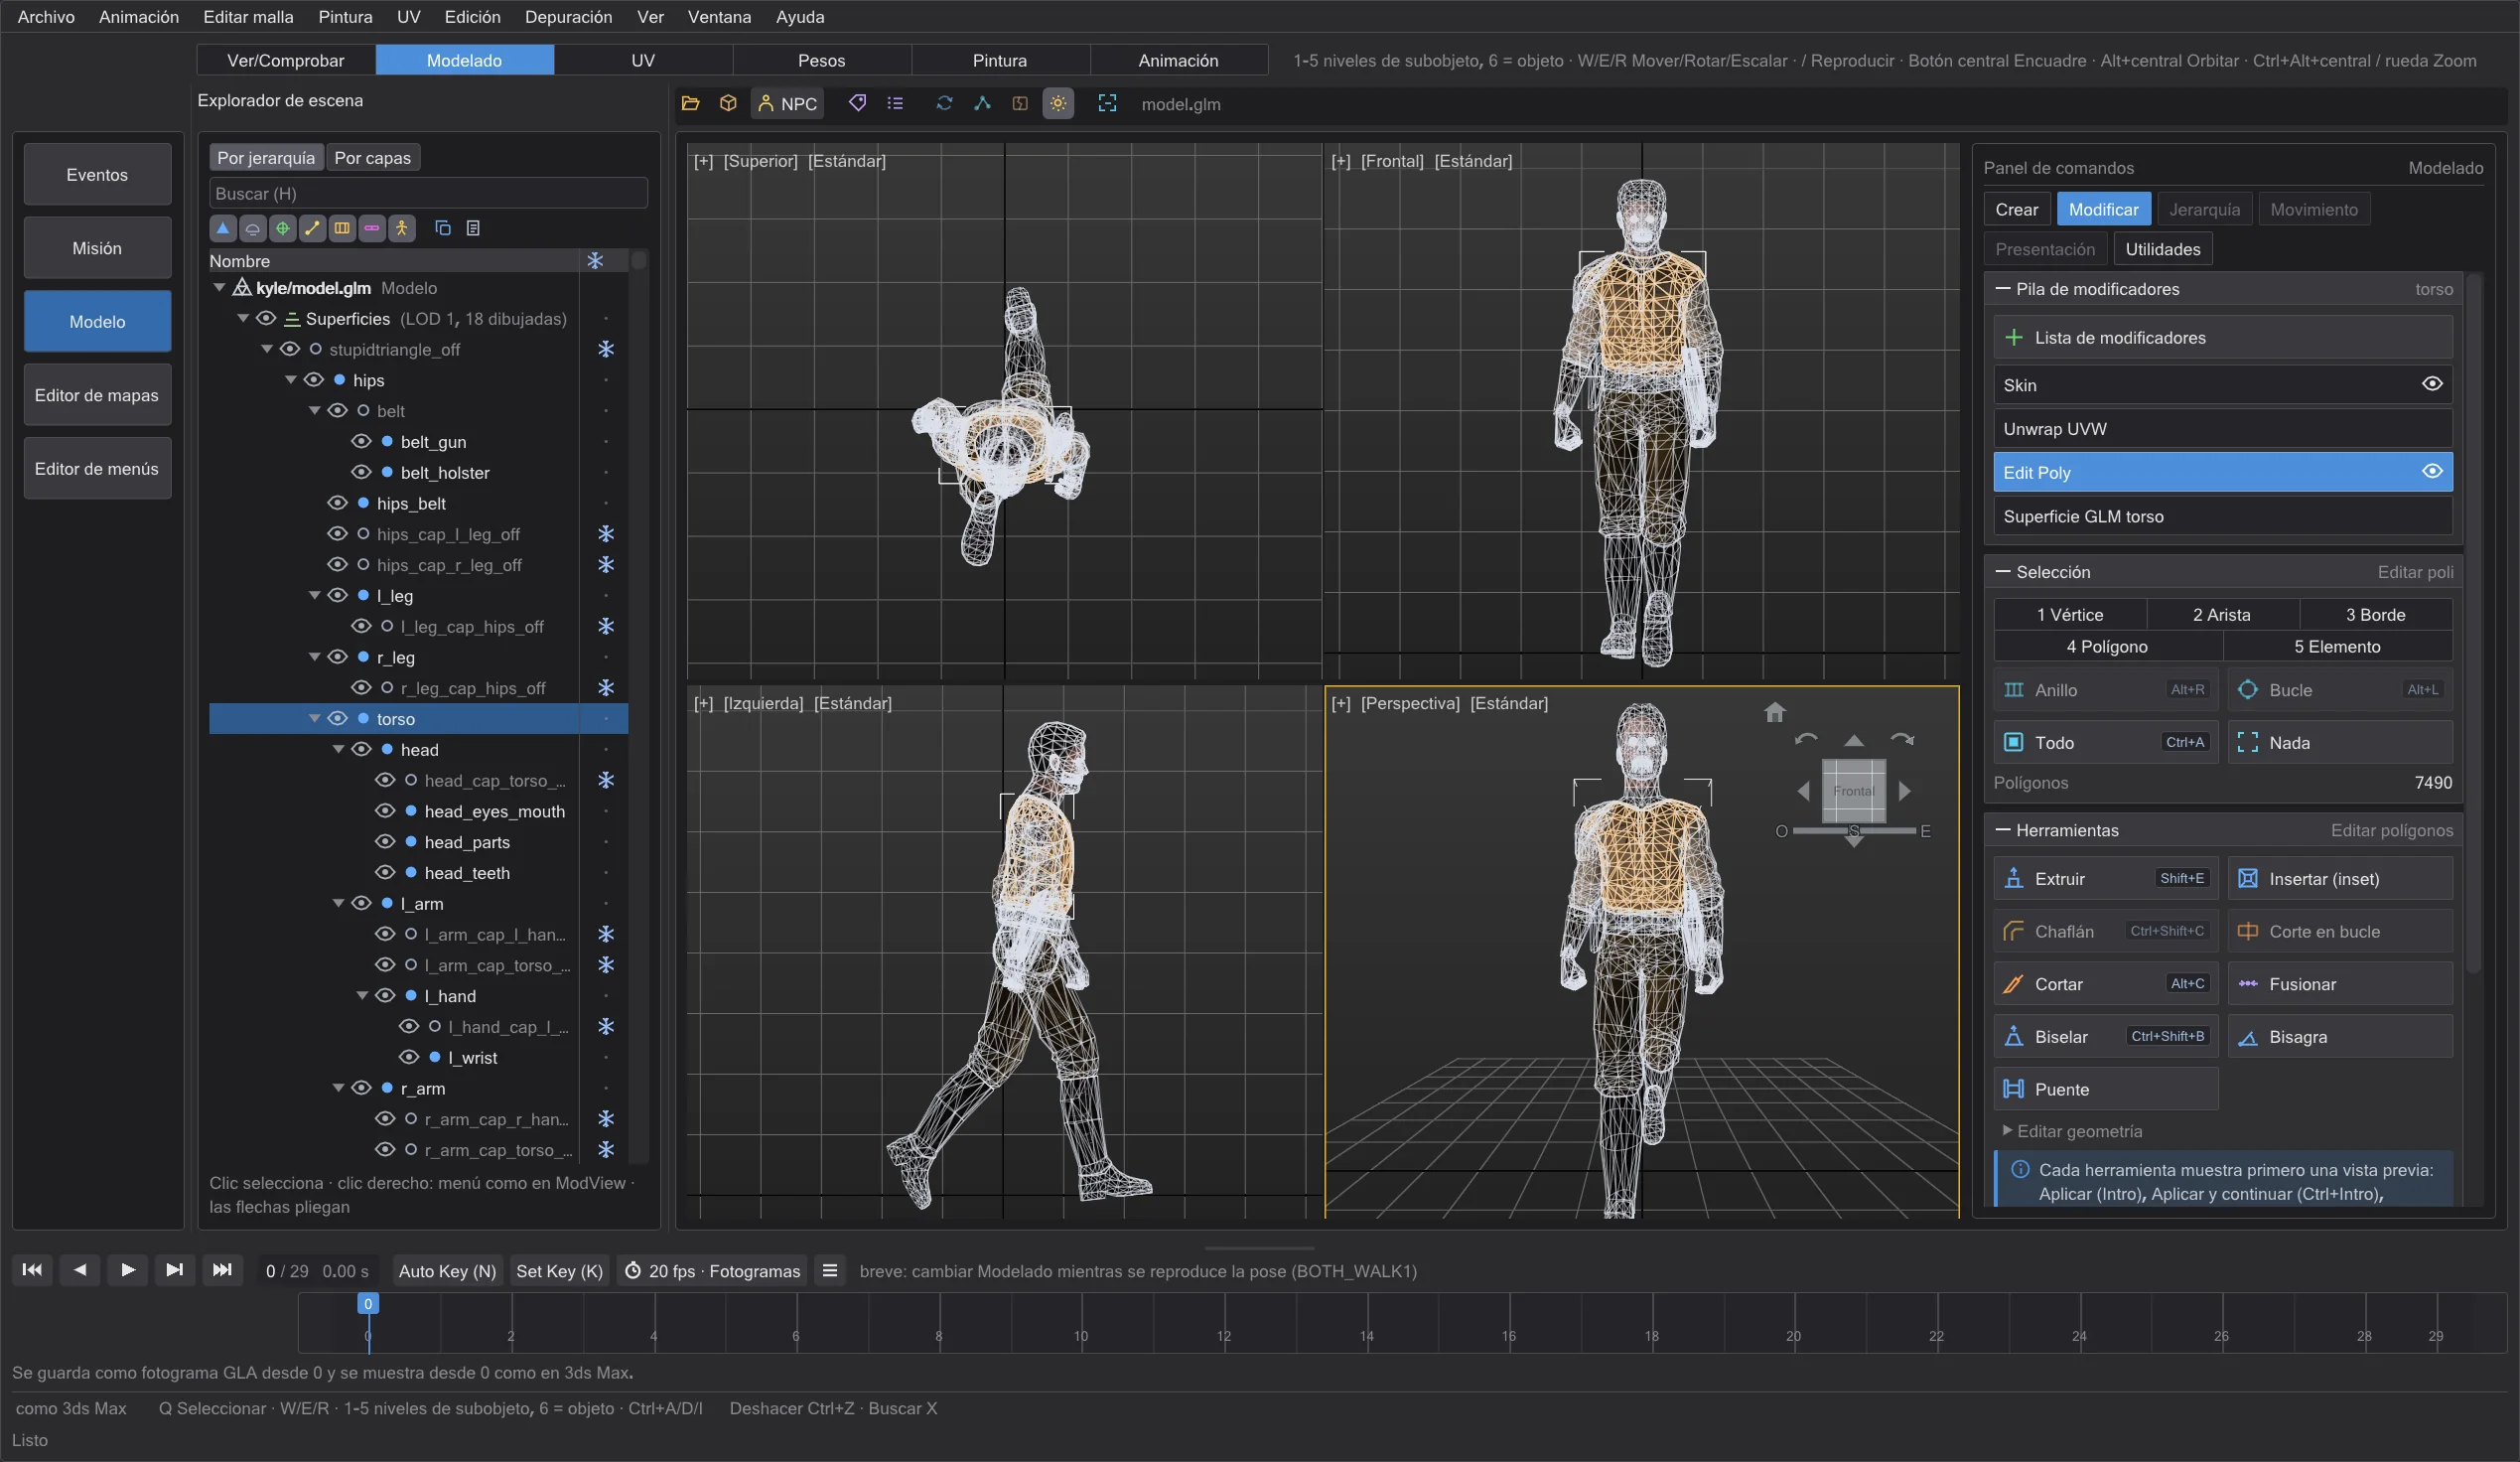 Archivo Animación Editar malla Pintura UV Edición Depuración Ver Ventana Ayuda
Ver/Comprobar Modelado UV Pesos Pintura Animación 1-5 niveles de subobjeto, 6 = objeto · W/E/R Mover/Rotar/Escalar · / Reproducir · Botón central Encuadre · Alt+central Orbitar · Ctrl+Alt+central / rueda Zoom
Explorador de escena
NPC model.glm
Eventos
Misión
Modelo
Editor de mapas
Editor de menús
Por jerarquía Por capas
Buscar (H)
Nombre
kyle/model.glm Modelo
Superficies (LOD 1, 18 dibujadas)
stupidtriangle_off
hips
belt
belt_gun
belt_holster
hips_belt
hips_cap_l_leg_off
hips_cap_r_leg_off
l_leg
l_leg_cap_hips_off
r_leg
r_leg_cap_hips_off
torso
head
head_cap_torso_...
head_eyes_mouth
head_parts
head_teeth
l_arm
l_arm_cap_l_han...
l_arm_cap_torso_...
l_hand
l_hand_cap_l_...
l_wrist
r_arm
r_arm_cap_r_han...
r_arm_cap_torso_...
Clic selecciona · clic derecho: menú como en ModView ·
las flechas pliegan
[+] [Superior] [Estándar]
[+] [Frontal] [Estándar]
[+] [Izquierda] [Estándar]
[+] [Perspectiva] [Estándar]
Frontal
O S E
Panel de comandos Modelado
Crear Modificar Jerarquía Movimiento
Presentación Utilidades
Pila de modificadores torso
Lista de modificadores
Skin
Unwrap UVW
Edit Poly
Superficie GLM torso
Selección Editar poli
1 Vértice 2 Arista 3 Borde
4 Polígono 5 Elemento
Anillo Alt+R Bucle Alt+L
Todo Ctrl+A Nada
Polígonos 7490
Herramientas Editar polígonos
Extruir Shift+E Insertar (inset)
Chaflán Ctrl+Shift+C Corte en bucle
Cortar Alt+C Fusionar
Biselar Ctrl+Shift+B Bisagra
Puente
Editar geometría
Cada herramienta muestra primero una vista previa:
Aplicar (Intro), Aplicar y continuar (Ctrl+Intro),
0 / 29 0.00 s Auto Key (N) Set Key (K) 20 fps · Fotogramas breve: cambiar Modelado mientras se reproduce la pose (BOTH_WALK1)
0
0 2 4 6 8 10 12 14 16 18 20 22 24 26 28 29
Se guarda como fotograma GLA desde 0 y se muestra desde 0 como en 3ds Max.
como 3ds Max Q Seleccionar · W/E/R · 1-5 niveles de subobjeto, 6 = objeto · Ctrl+A/D/I Deshacer Ctrl+Z · Buscar X
Listo